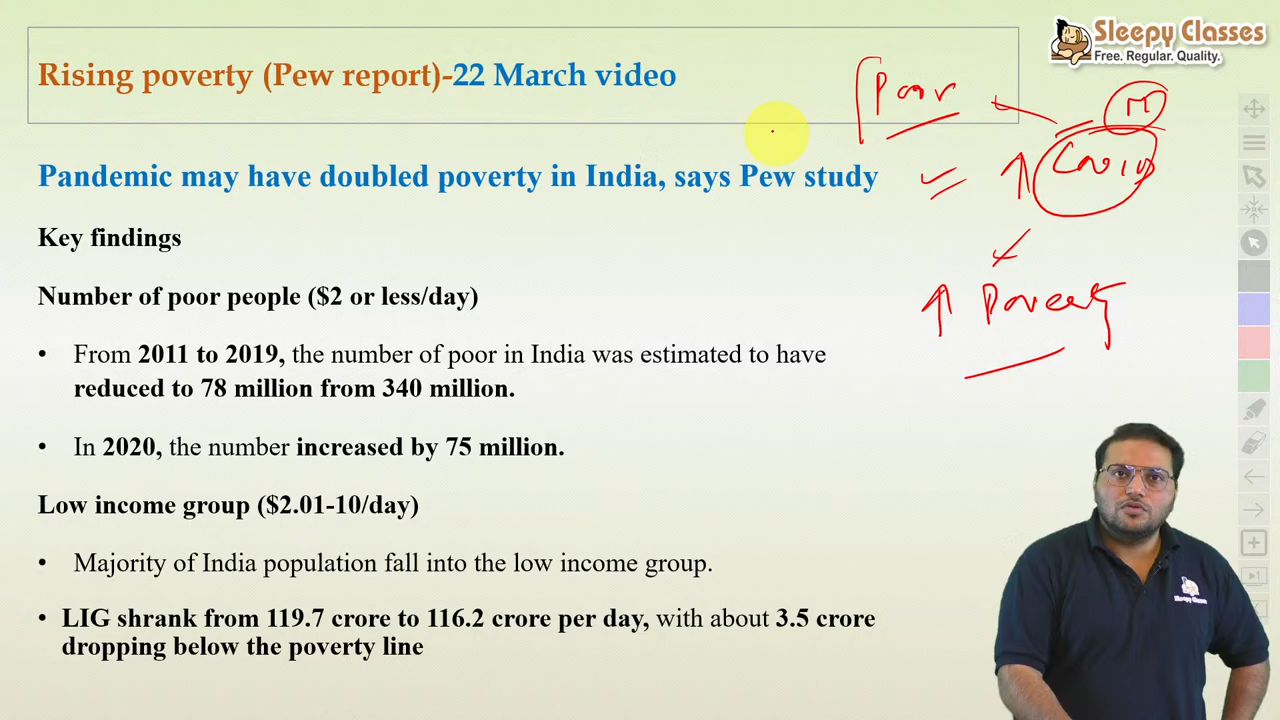 Sleepy Classes
Free. Regular. Quality.
Rising poverty (Pew report)-22 March video
Poor
M
Covid
Pandemic may have doubled poverty in India, says Pew study
Key findings
Number of poor people ($2 or less/day)
Poverty
• From 2011 to 2019, the number of poor in India was estimated to have
reduced to 78 million from 340 million.
• In 2020, the number increased by 75 million.
Low income group ($2.01-10/day)
• Majority of India population fall into the low income group.
• LIG shrank from 119.7 crore to 116.2 crore per day, with about 3.5 crore
dropping below the poverty line
Sleepy Classes